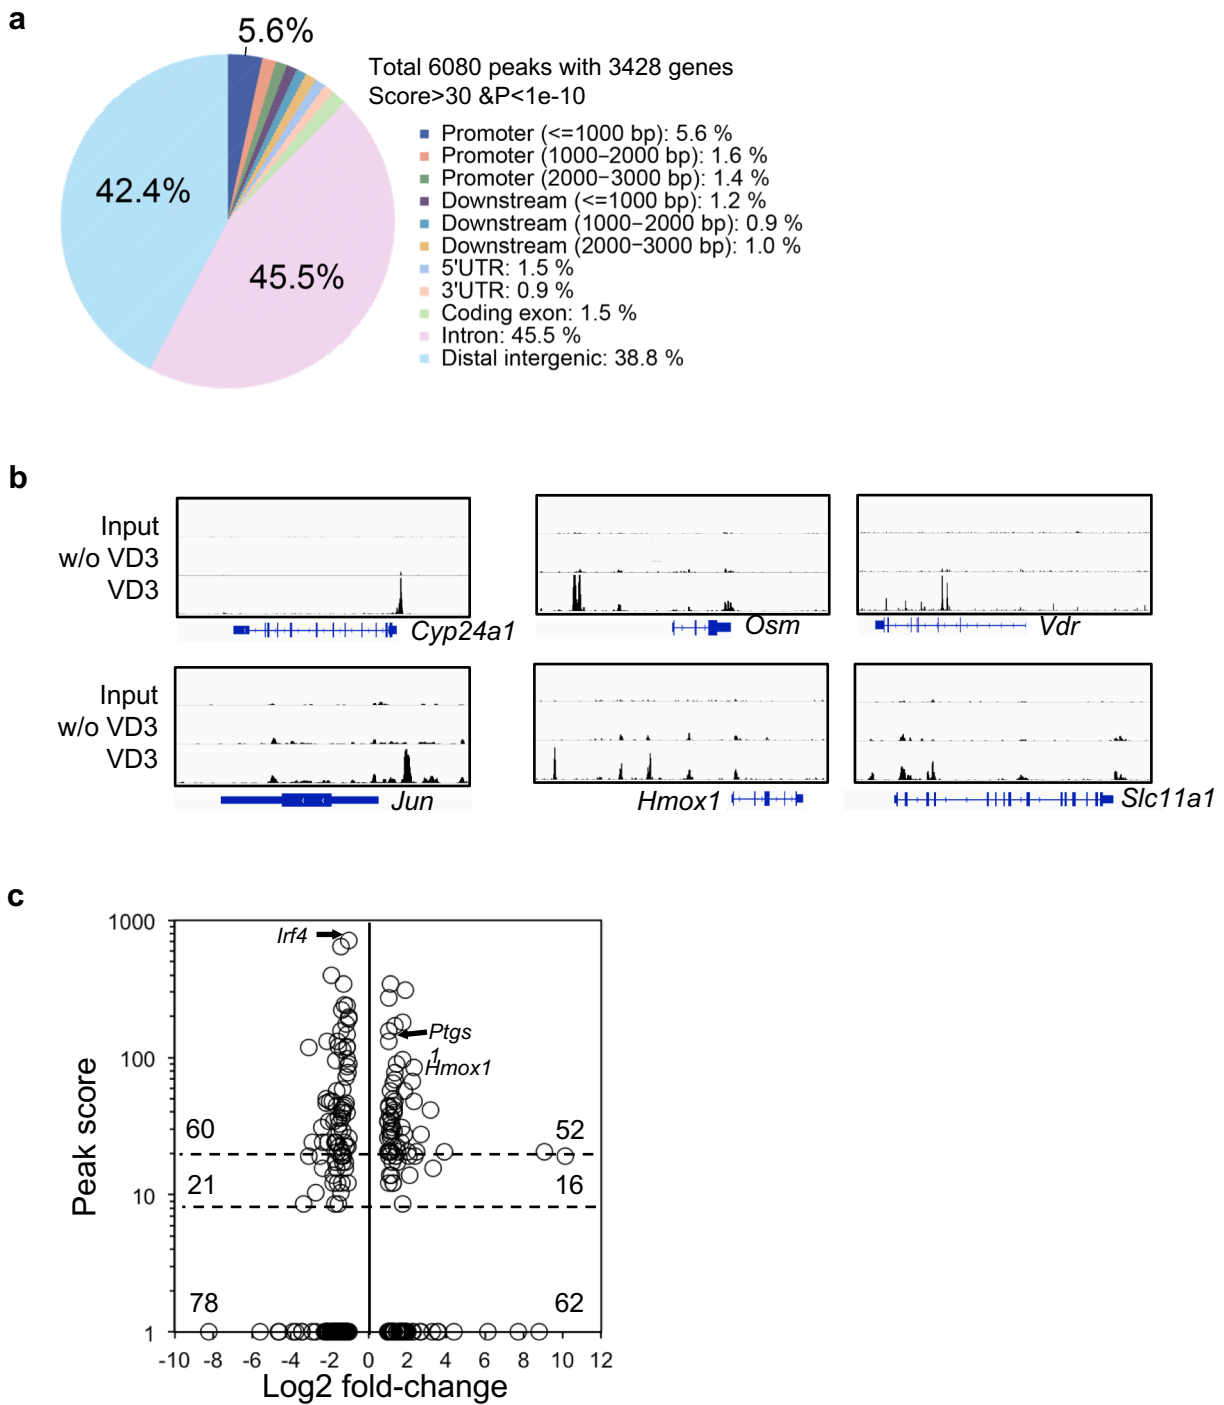 a
5.6%
42.4%
45.5%
Total 6080 peaks with 3428 genes
Score>30 &P<1e-10
Promoter (<=1000 bp): 5.6 %
Promoter (1000−2000 bp): 1.6 %
Promoter (2000−3000 bp): 1.4 %
Downstream (<=1000 bp): 1.2 %
Downstream (1000−2000 bp): 0.9 %
Downstream (2000−3000 bp): 1.0 %
5'UTR: 1.5 %
3'UTR: 0.9 %
Coding exon: 1.5 %
Intron: 45.5 %
Distal intergenic: 38.8 %
b
Input
w/o VD3
VD3
Cyp24a1
Osm
Vdr
Input
w/o VD3
VD3
Jun
Hmox1
Slc11a1
c
Peak score
1000
100
10
1
Irf4
Ptgs
1
Hmox1
60
52
21
16
78
62
-10 -8 -6 -4 -2 0 2 4 6 8 10 12
Log2 fold-change